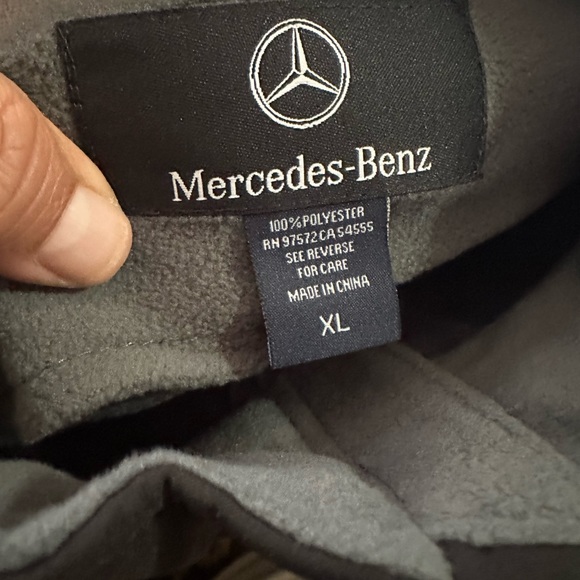 Mercedes-Benz
100% POLYESTER
RN 97572 CA 54555
SEE REVERSE
FOR CARE
MADE IN CHINA
XL